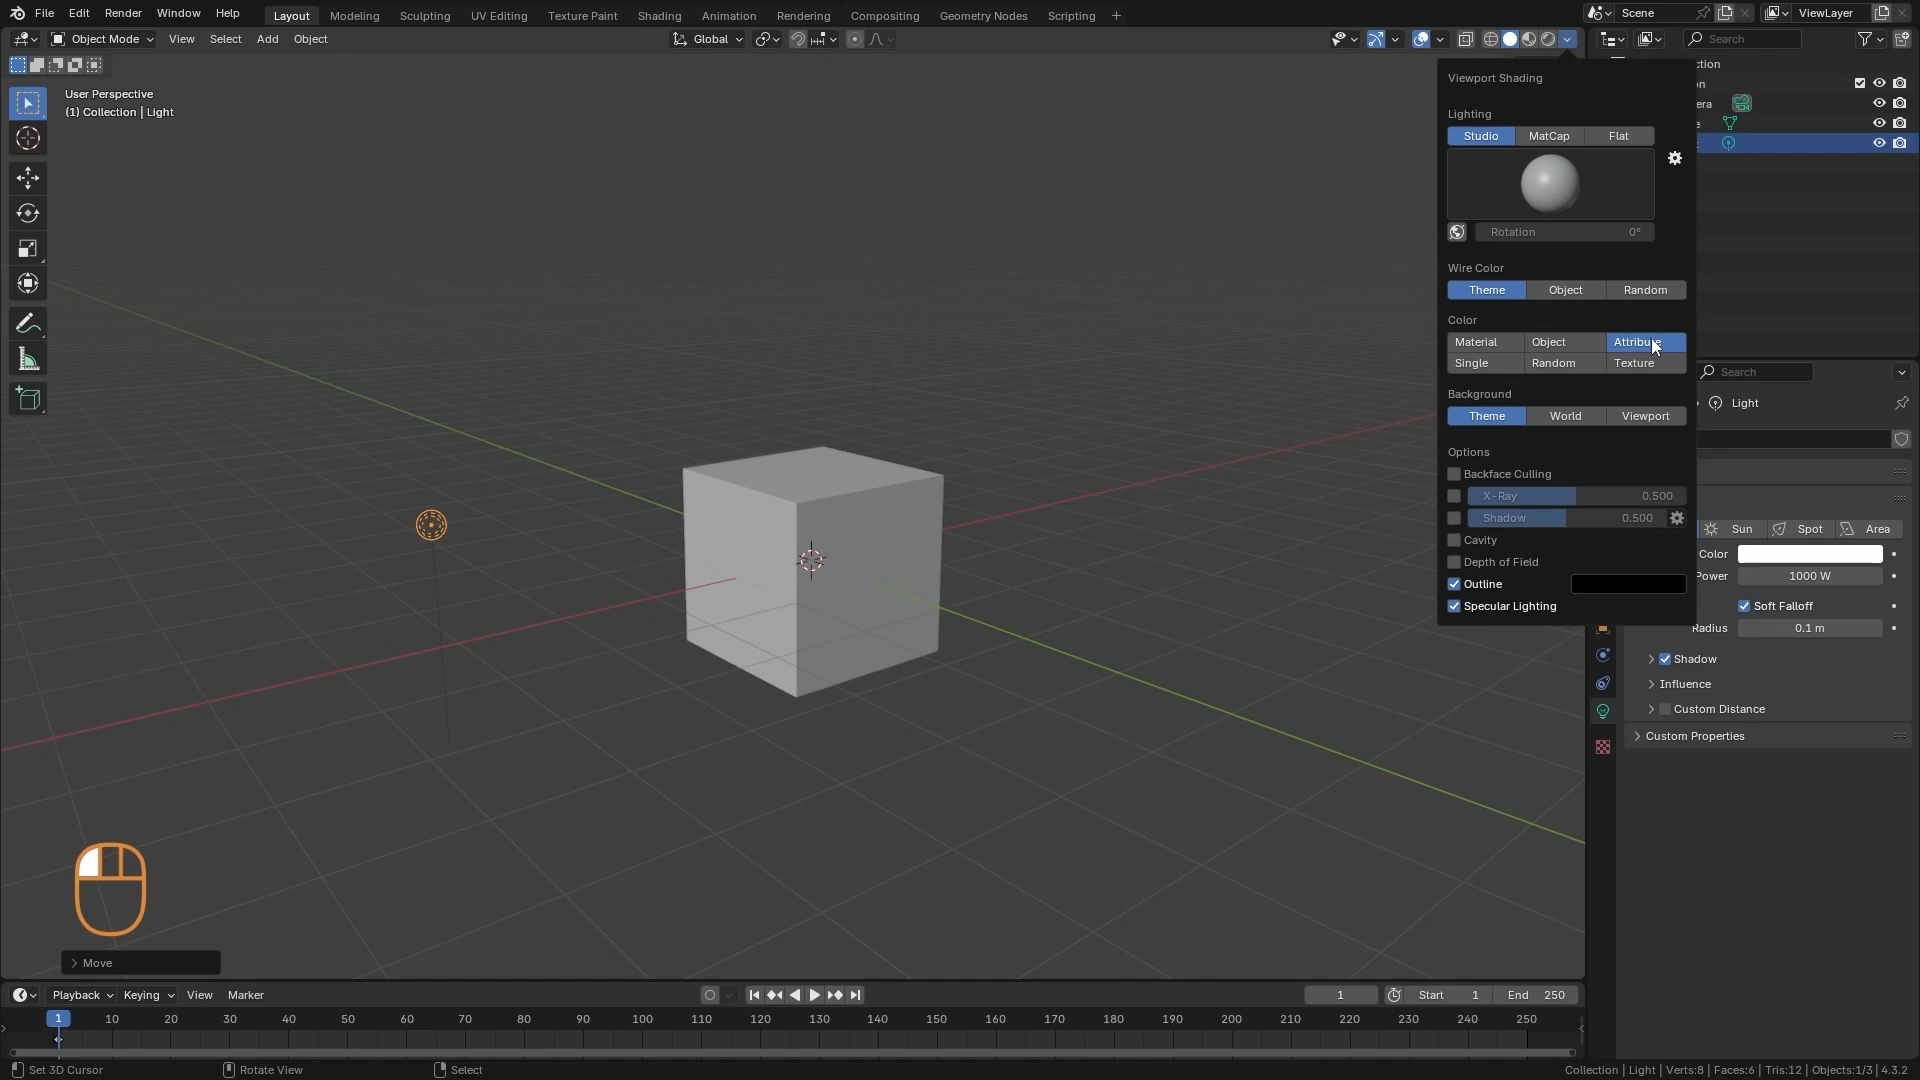 File Edit Render Window Help Layout Modeling Sculpting UV Editing Texture Paint Shading Animation Rendering Compositing Geometry Nodes Scripting Scene ViewLayer
Object Mode View Select Add Object Global Search
User Perspective
(1) Collection | Light
Viewport Shading
Lighting
Studio MatCap Flat
Rotation 0°
Wire Color
Theme Object Random
Color
Material Object Attribute
Single Random Texture
Background
Theme World Viewport
Options
Backface Culling
X-Ray 0.500
Shadow 0.500
Cavity
Depth of Field
Outline
Specular Lighting
ction
on
era
e
t
Search
Light
Sun Spot Area
Color
Power 1000 W
Soft Falloff
Radius 0.1 m
Shadow
Influence
Custom Distance
Custom Properties
Move
Playback Keying View Marker 1 Start 1 End 250
1 10 20 30 40 50 60 70 80 90 100 110 120 130 140 150 160 170 180 190 200 210 220 230 240 250
Set 3D Cursor Rotate View Select Collection | Light | Verts:8 | Faces:6 | Tris:12 | Objects:1/3 | 4.3.2